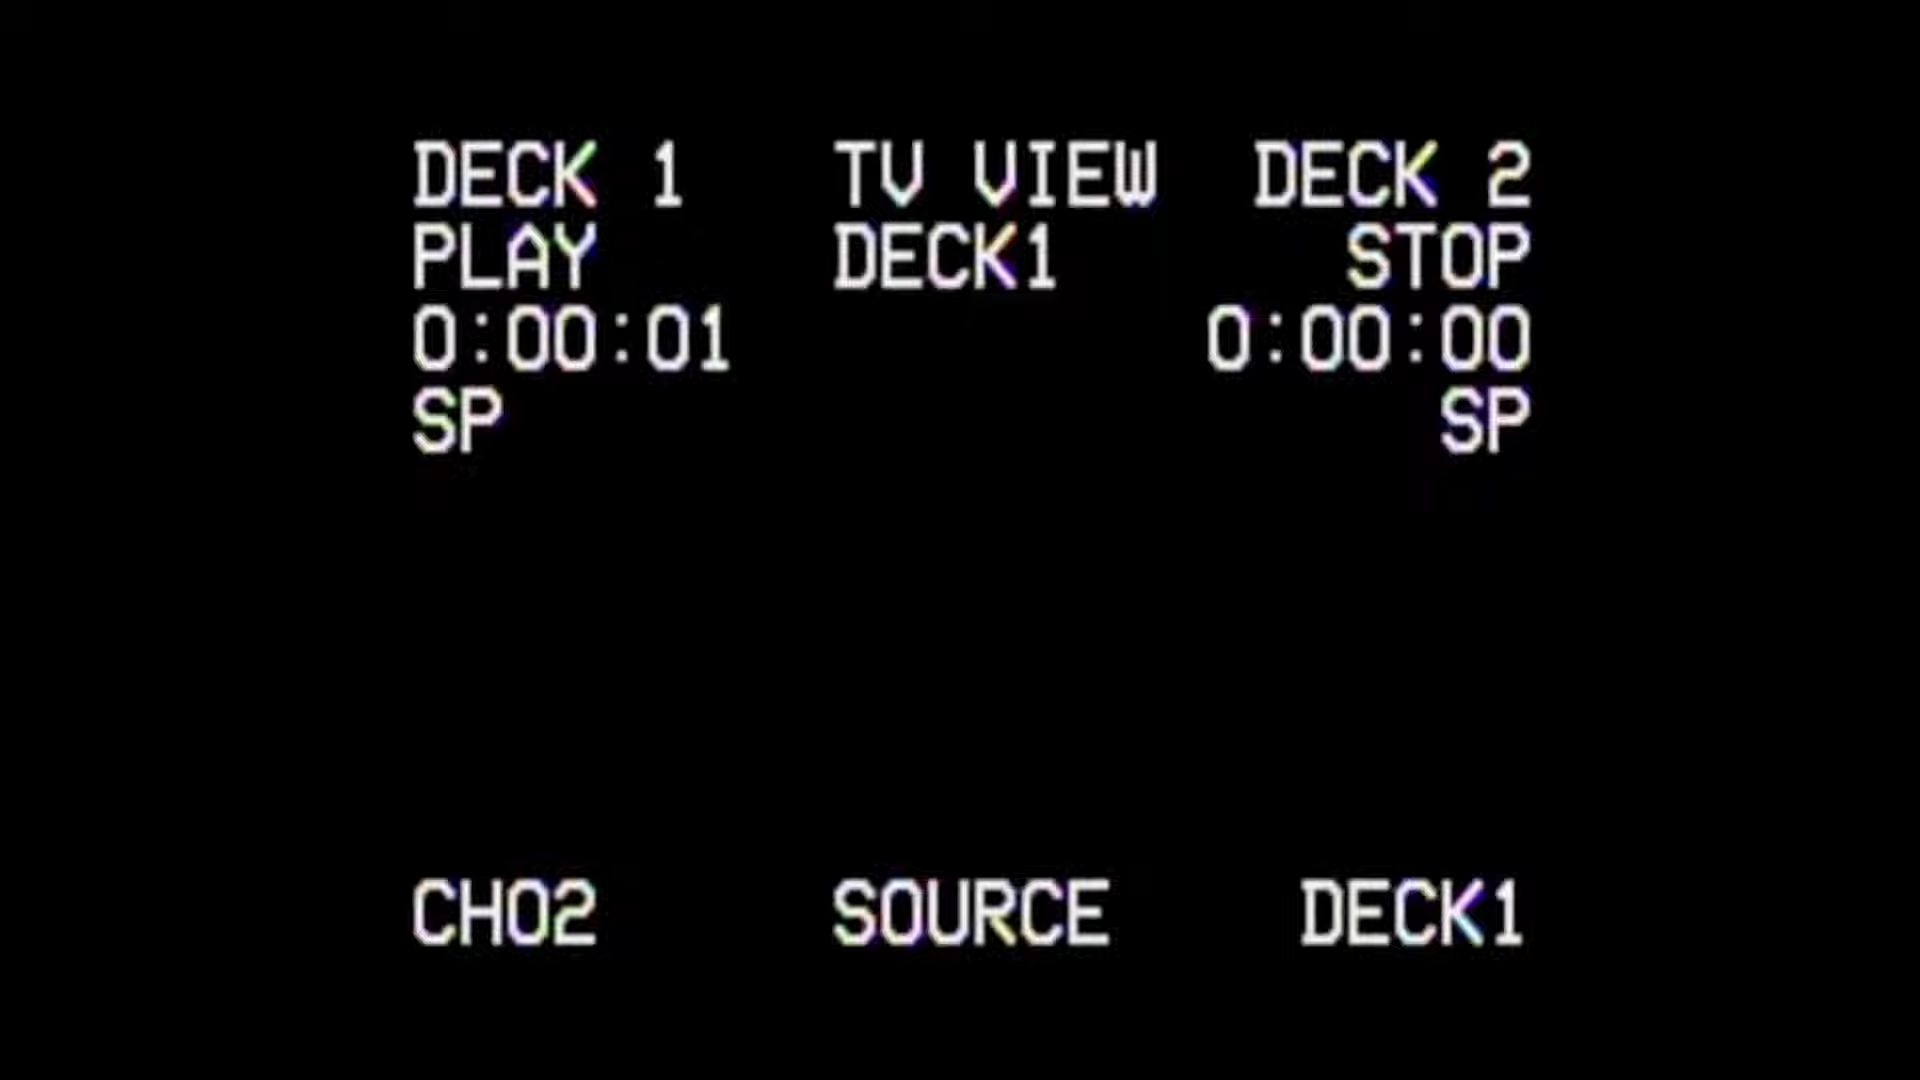 DECK 1 TV VIEW DECK 2
PLAY DECK1 STOP
0:00:01 0:00:00
SP SP
CH02 SOURCE DECK1